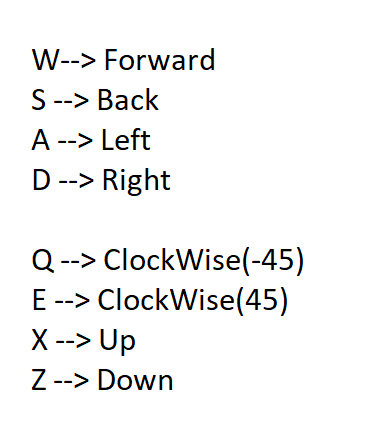 W--> Forward
S --> Back
A --> Left
D --> Right
Q --> ClockWise(-45)
E --> ClockWise(45)
X --> Up
Z --> Down